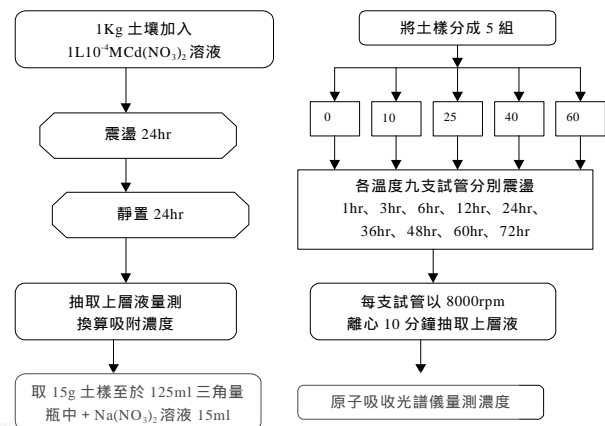 1Kg 土壤加入
1L10⁻⁴MCd(NO₃)₂ 溶液
震盪 24hr
靜置 24hr
抽取上層液量測
換算吸附濃度
取 15g 土樣至於 125ml 三角量
瓶中 + Na(NO₃)₂ 溶液 15ml
將土樣分成 5 組
0 10 25 40 60
各溫度九支試管分別震盪
1hr、3hr、6hr、12hr、24hr、
36hr、48hr、60hr、72hr
每支試管以 8000rpm
離心 10 分鐘抽取上層液
原子吸收光譜儀量測濃度